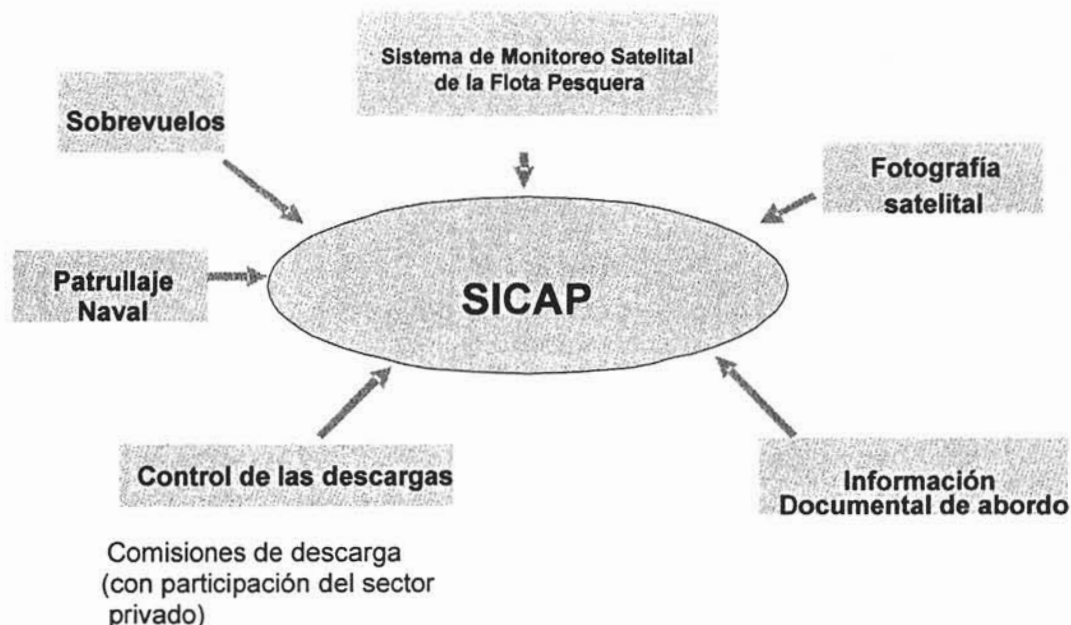 Sistema de Monitoreo Satelital
de la Flota Pesquera
Sobrevuelos
Fotografía
satelital
Patrullaje
Naval
SICAP
Control de las descargas
Información
Documental de abordo
Comisiones de descarga
(con participación del sector
privado)